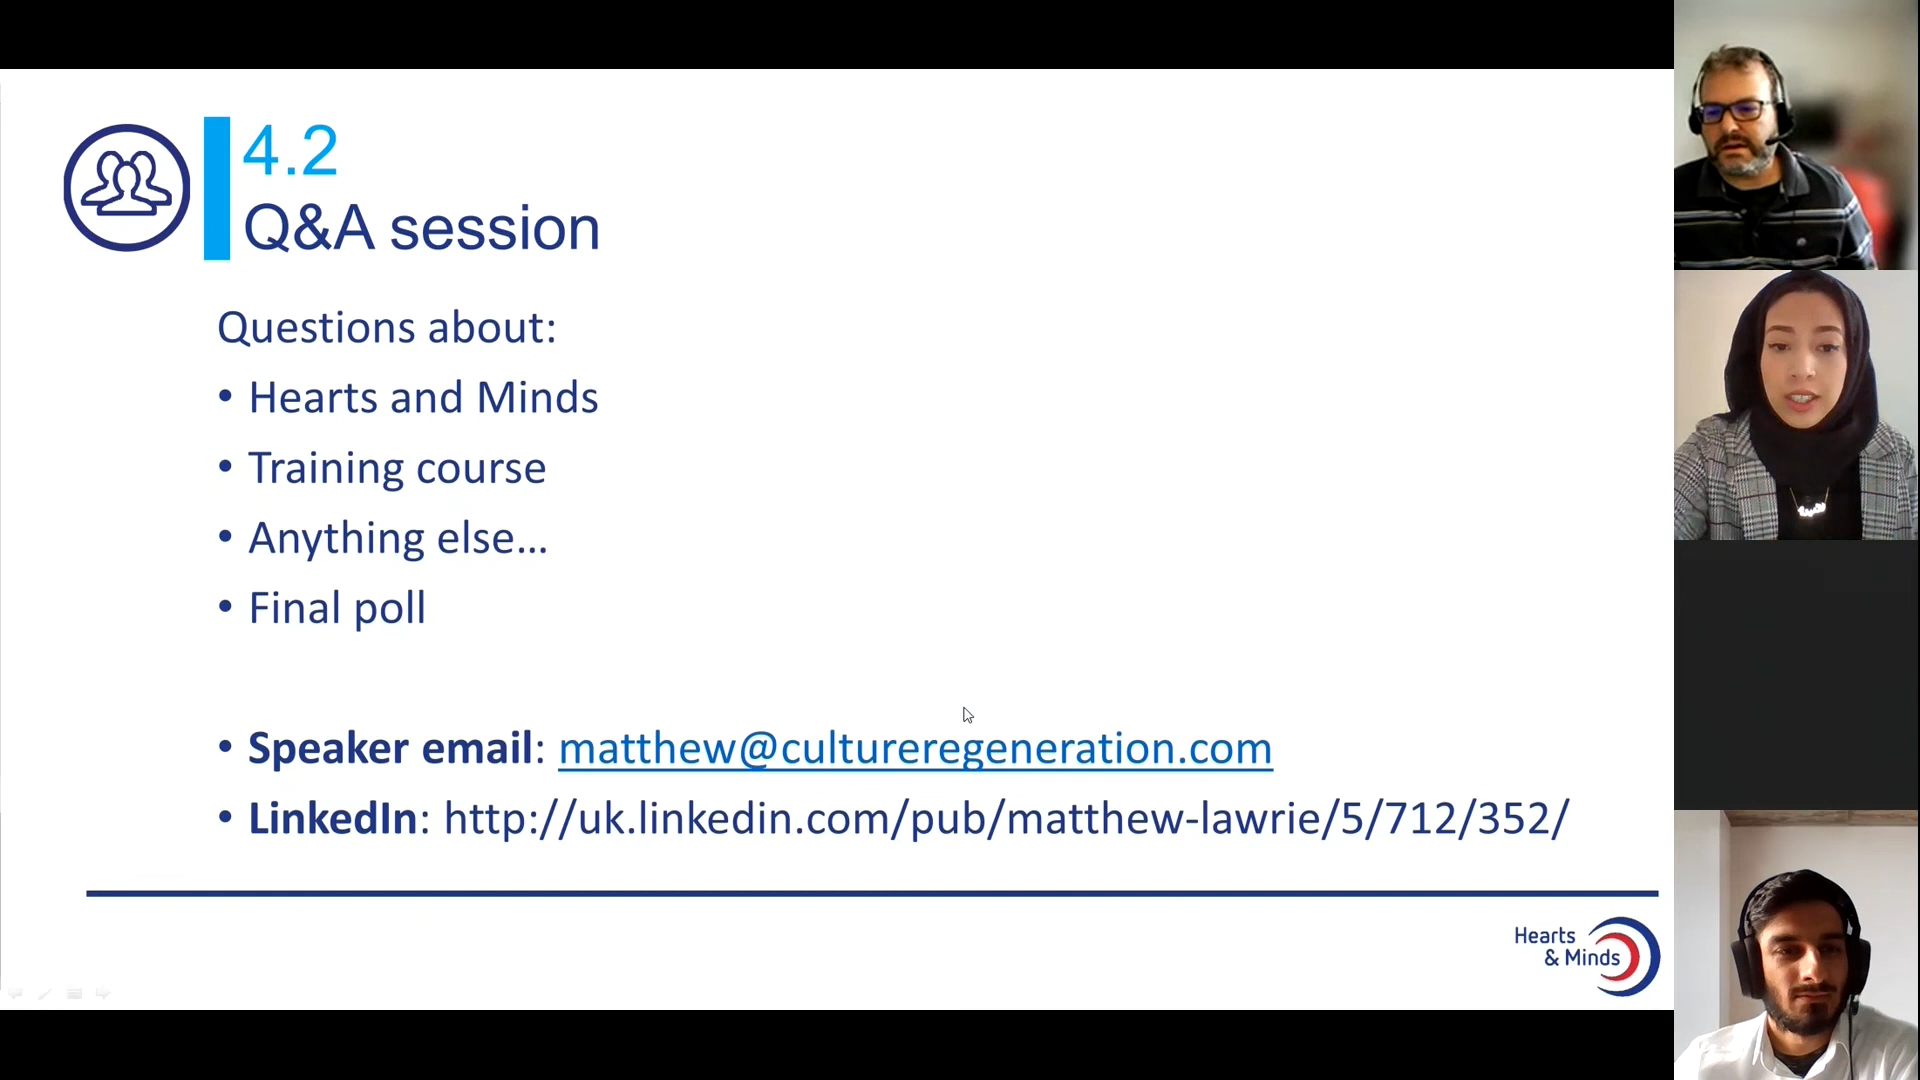 4.2
Q&A session
Questions about:
• Hearts and Minds
• Training course
• Anything else…
• Final poll
• Speaker email: matthew@cultureregeneration.com
• LinkedIn: http://uk.linkedin.com/pub/matthew-lawrie/5/712/352/
Hearts
& Minds